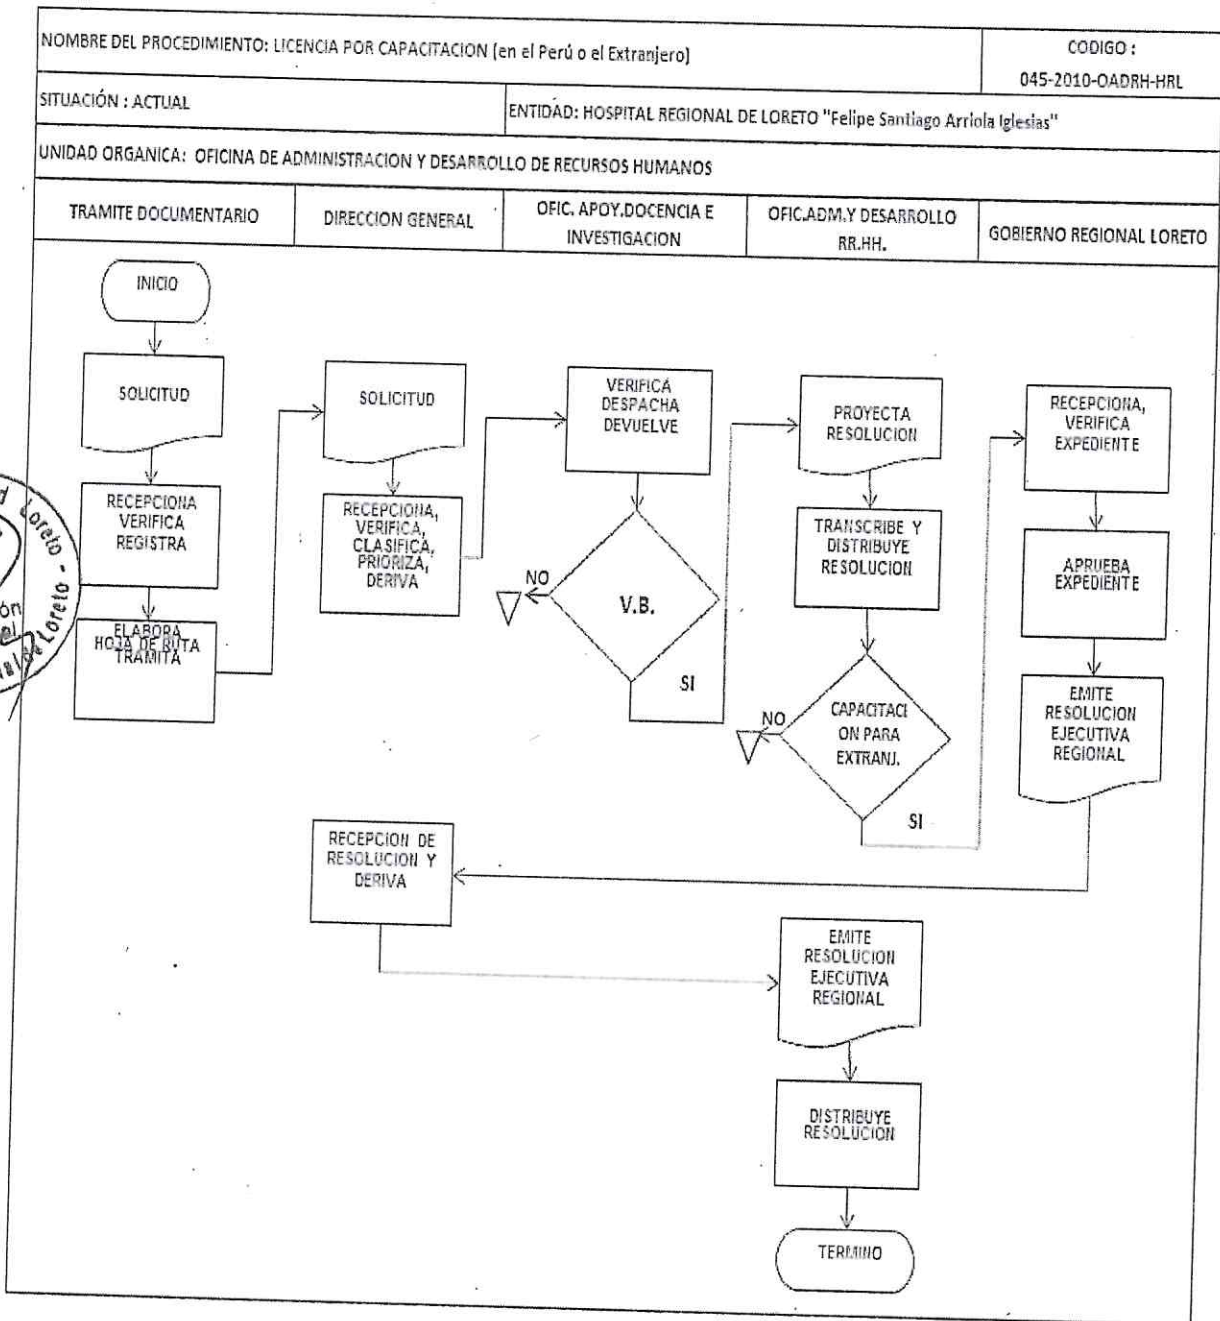 NOMBRE DEL PROCEDIMIENTO: LICENCIA POR CAPACITACION (en el Perú o el Extranjero)
CODIGO :
045-2010-OADRH-HRL
SITUACIÓN : ACTUAL
ENTIDAD: HOSPITAL REGIONAL DE LORETO "Felipe Santiago Arriola Iglesias"
UNIDAD ORGANICA: OFICINA DE ADMINISTRACION Y DESARROLLO DE RECURSOS HUMANOS
TRAMITE DOCUMENTARIO
DIRECCION GENERAL
OFIC. APOY.DOCENCIA E
INVESTIGACION
OFIC.ADM.Y DESARROLLO
RR.HH.
GOBIERNO REGIONAL LORETO
INICIO
SOLICITUD
RECEPCIONA
VERIFICA
REGISTRA
ELABORA
HOJA DE RUTA
TRAMITA
SOLICITUD
RECEPCIONA,
VERIFICA,
CLASIFICA,
PRIORIZA,
DERIVA
VERIFICA
DESPACHA
DEVUELVE
NO
V.B.
SI
PROYECTA
RESOLUCION
TRANSCRIBE Y
DISTRIBUYE
RESOLUCION
NO
CAPACITACI
ON PARA
EXTRANJ.
SI
RECEPCIONA,
VERIFICA
EXPEDIENTE
APRUEBA
EXPEDIENTE
EMITE
RESOLUCION
EJECUTIVA
REGIONAL
RECEPCION DE
RESOLUCION Y
DERIVA
EMITE
RESOLUCION
EJECUTIVA
REGIONAL
DISTRIBUYE
RESOLUCION
TERMINO
Loreto -
Loreto